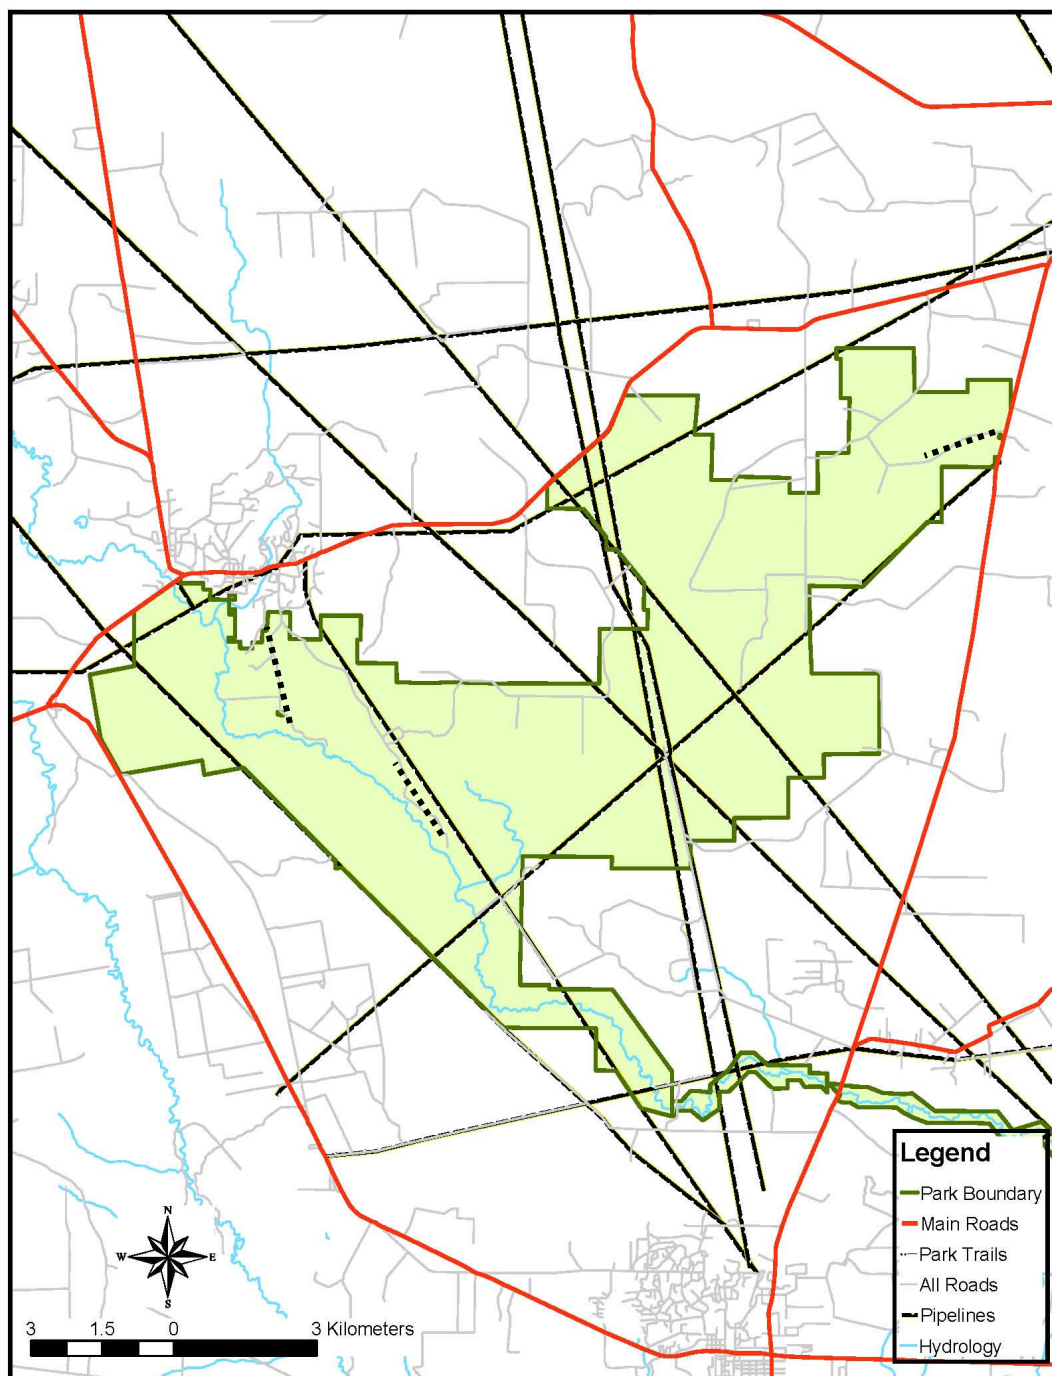 Legend
Park Boundary
Main Roads
Park Trails
All Roads
Pipelines
Hydrology
N
W E
S
3 1.5 0 3 Kilometers